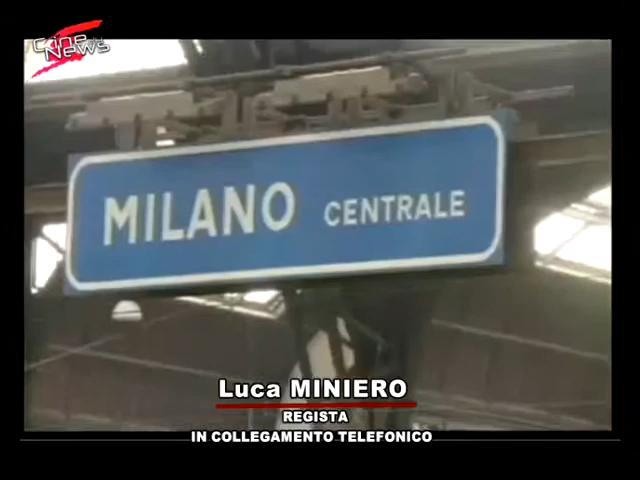 Cine
News
MILANO CENTRALE
Luca MINIERO
REGISTA
IN COLLEGAMENTO TELEFONICO